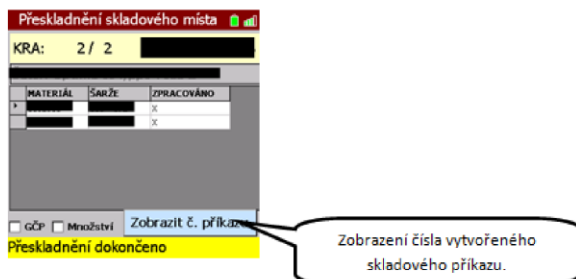 Přeskladnění skladového místa
KRA: 2/ 2
MATERIÁL ŠARŽE ZPRACOVÁNO
x
x
GČP Množství Zobrazit č. příkazu
Přeskladnění dokončeno
Zobrazení čísla vytvořeného
skladového příkazu.